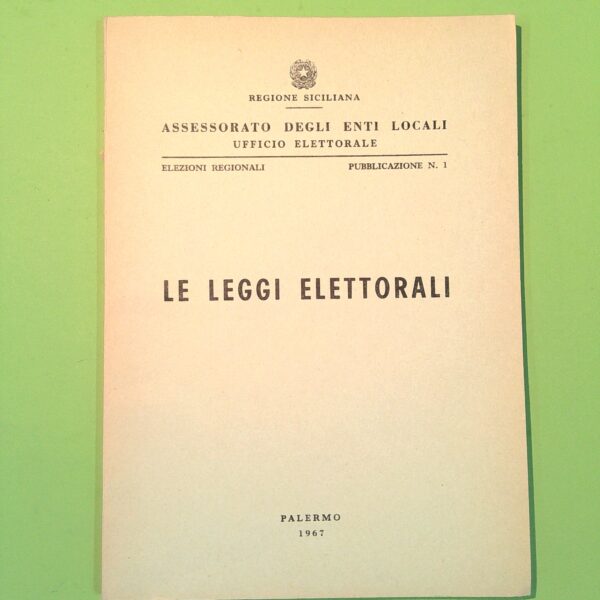 REGIONE SICILIANA
ASSESSORATO DEGLI ENTI LOCALI
UFFICIO ELETTORALE
ELEZIONI REGIONALI PUBBLICAZIONE N. 1
LE LEGGI ELETTORALI
PALERMO
1967